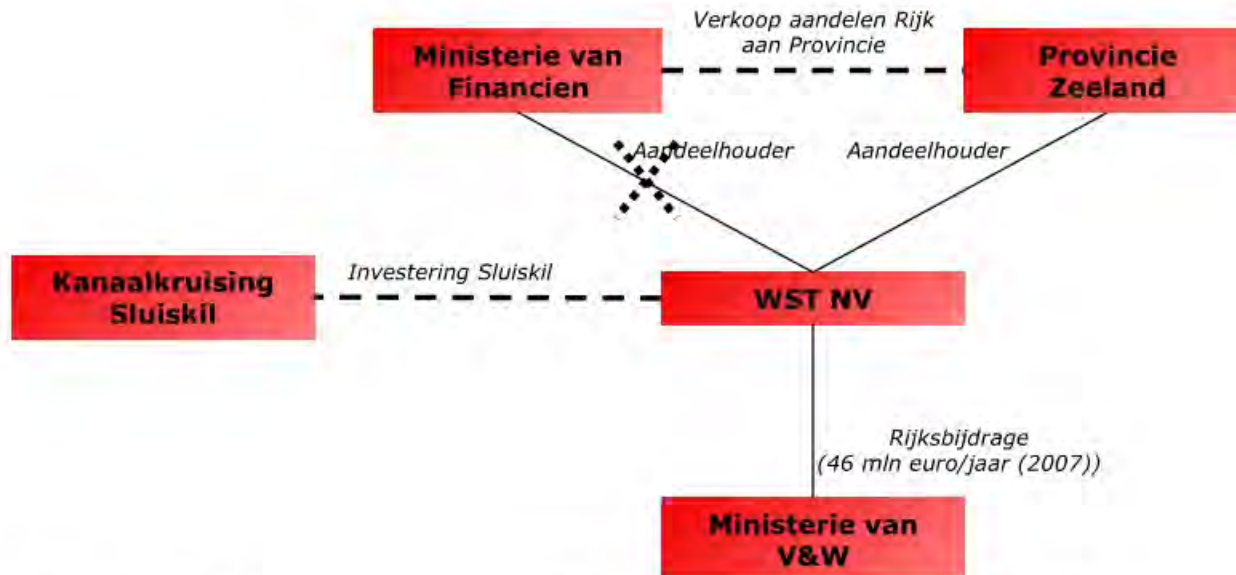 Verkoop aandelen Rijk
aan Provincie
Ministerie van
Financien
Provincie
Zeeland
Aandeelhouder
Aandeelhouder
Kanaalkruising
Sluiskil
Investering Sluiskil
WST NV
Rijksbijdrage
(46 mln euro/jaar (2007))
Ministerie van
V&W